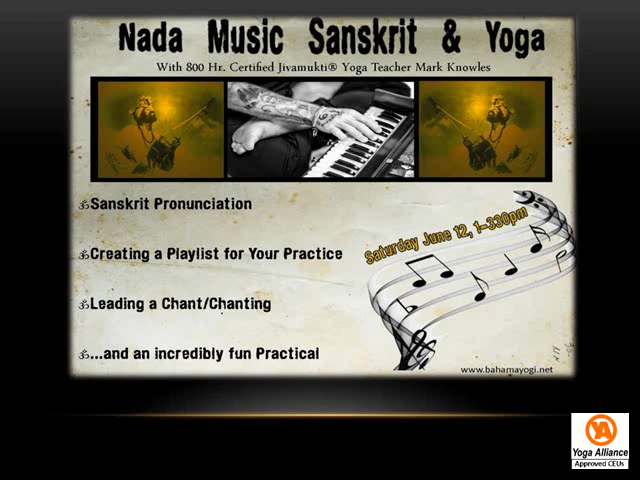 Nada Music Sanskrit & Yoga
With 800 Hr. Certified Jivamukti® Yoga Teacher Mark Knowles
ॐSanskrit Pronunciation
Saturday June 12, 1-330pm
ॐCreating a Playlist for Your Practice
ॐLeading a Chant/Chanting
ॐ...and an incredibly fun Practical
www.bahamayogi.net
YA
Yoga Alliance
Approved CEUs